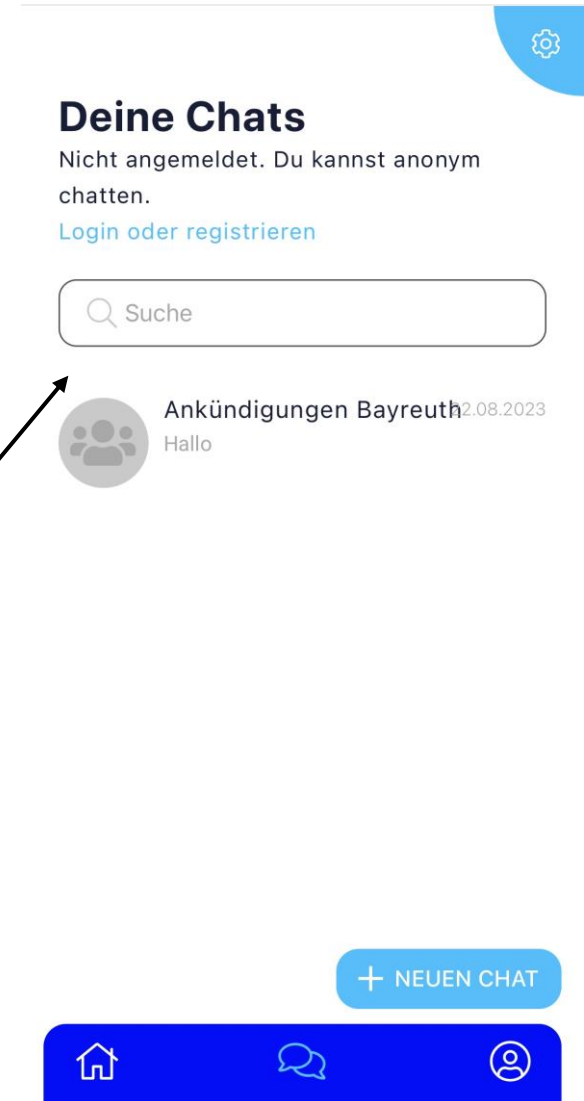 Deine Chats
Nicht angemeldet. Du kannst anonym
chatten.
Login oder registrieren
Suche
Ankündigungen Bayreuth 22.08.2023
Hallo
NEUEN CHAT